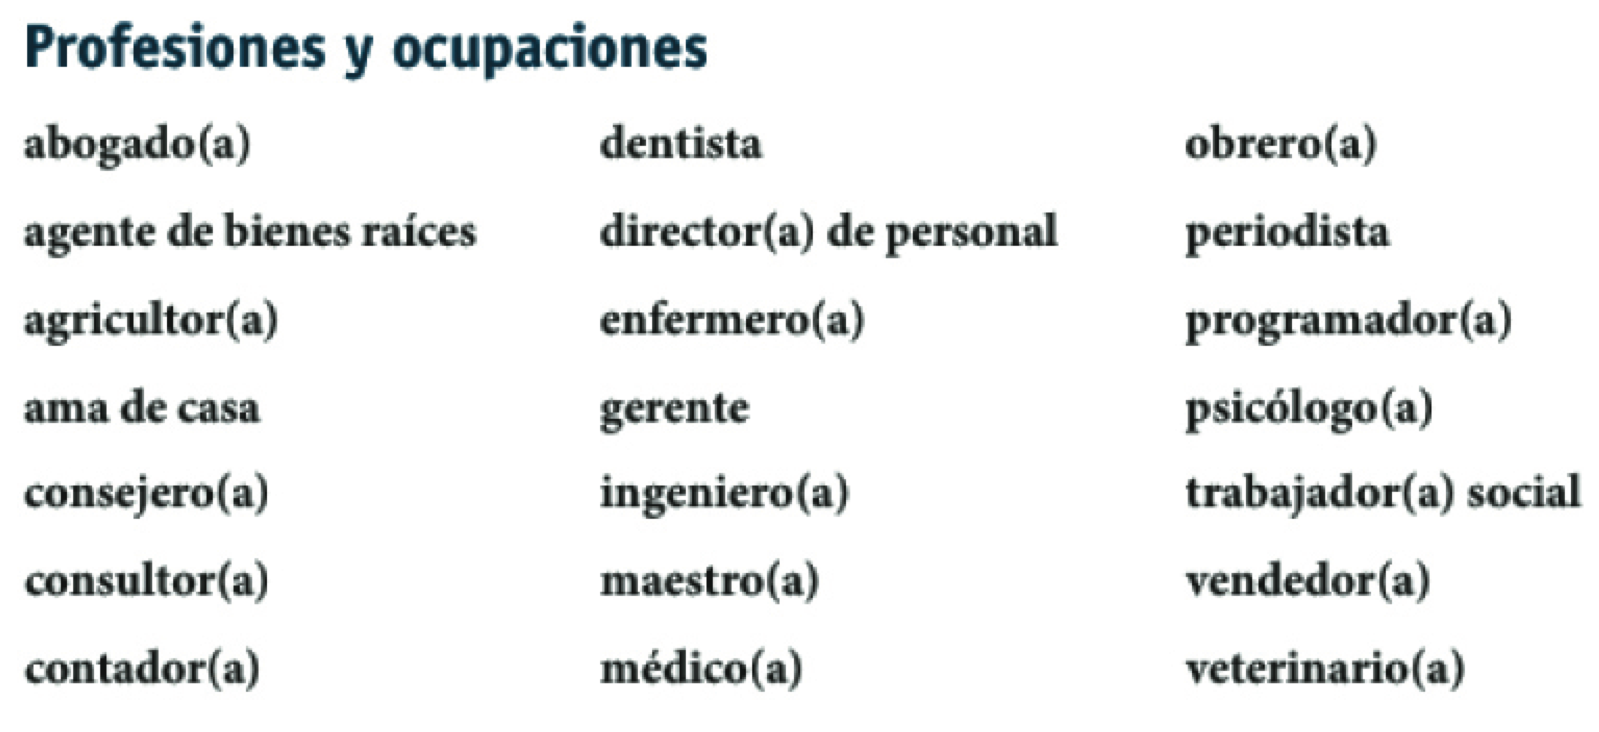 Profesiones y ocupaciones
abogado(a) dentista obrero(a)
agente de bienes raíces director(a) de personal periodista
agricultor(a) enfermero(a) programador(a)
ama de casa gerente psicólogo(a)
consejero(a) ingeniero(a) trabajador(a) social
consultor(a) maestro(a) vendedor(a)
contador(a) médico(a) veterinario(a)